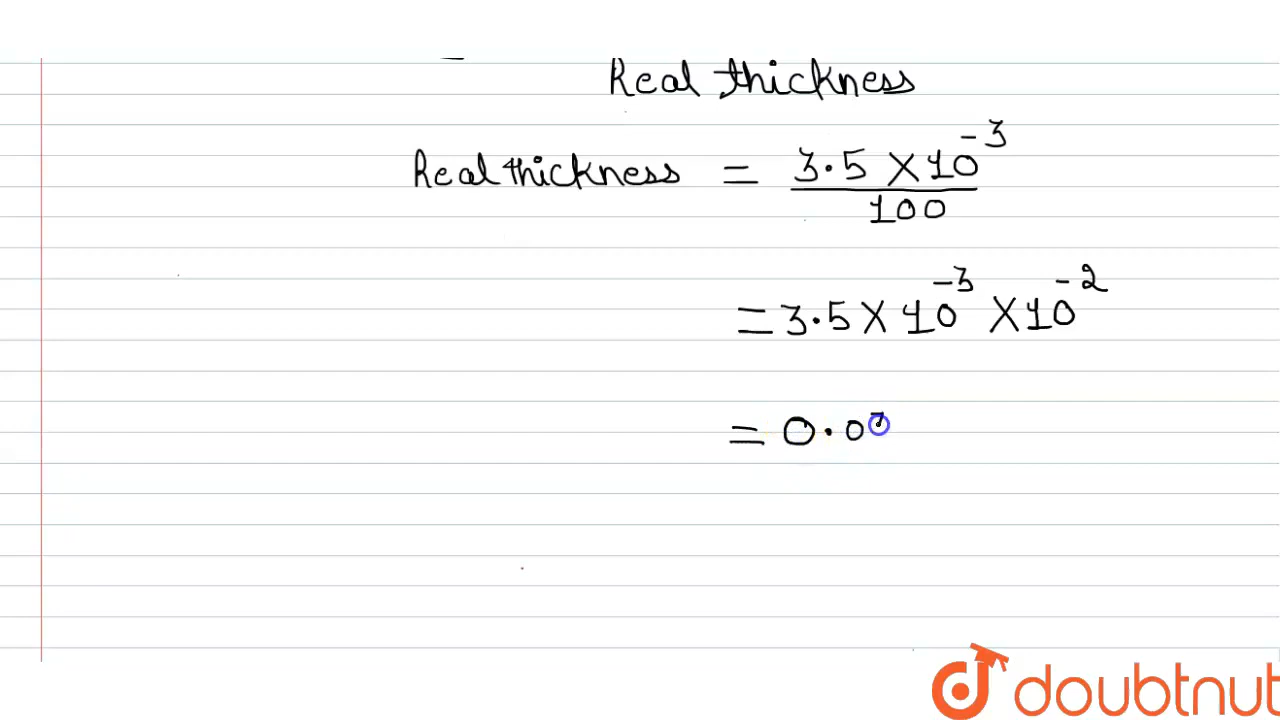 Real thickness
Real thickness = 3.5 × 10⁻³ / 100
= 3.5 × 10⁻³ × 10⁻²
= 0.0
doubtnut